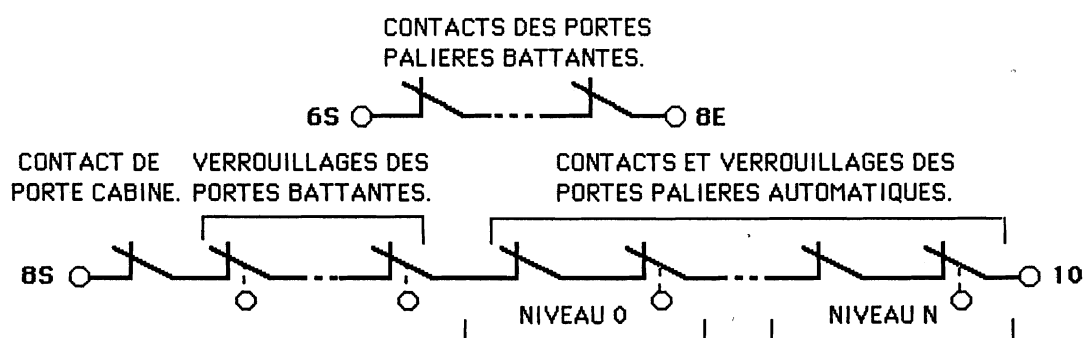 CONTACTS DES PORTES
PALIERES BATTANTES.
6S 8E
CONTACT DE
PORTE CABINE.
VERROUILLAGES DES
PORTES BATTANTES.
CONTACTS ET VERROUILLAGES DES
PORTES PALIERES AUTOMATIQUES.
8S 10
NIVEAU 0 NIVEAU N